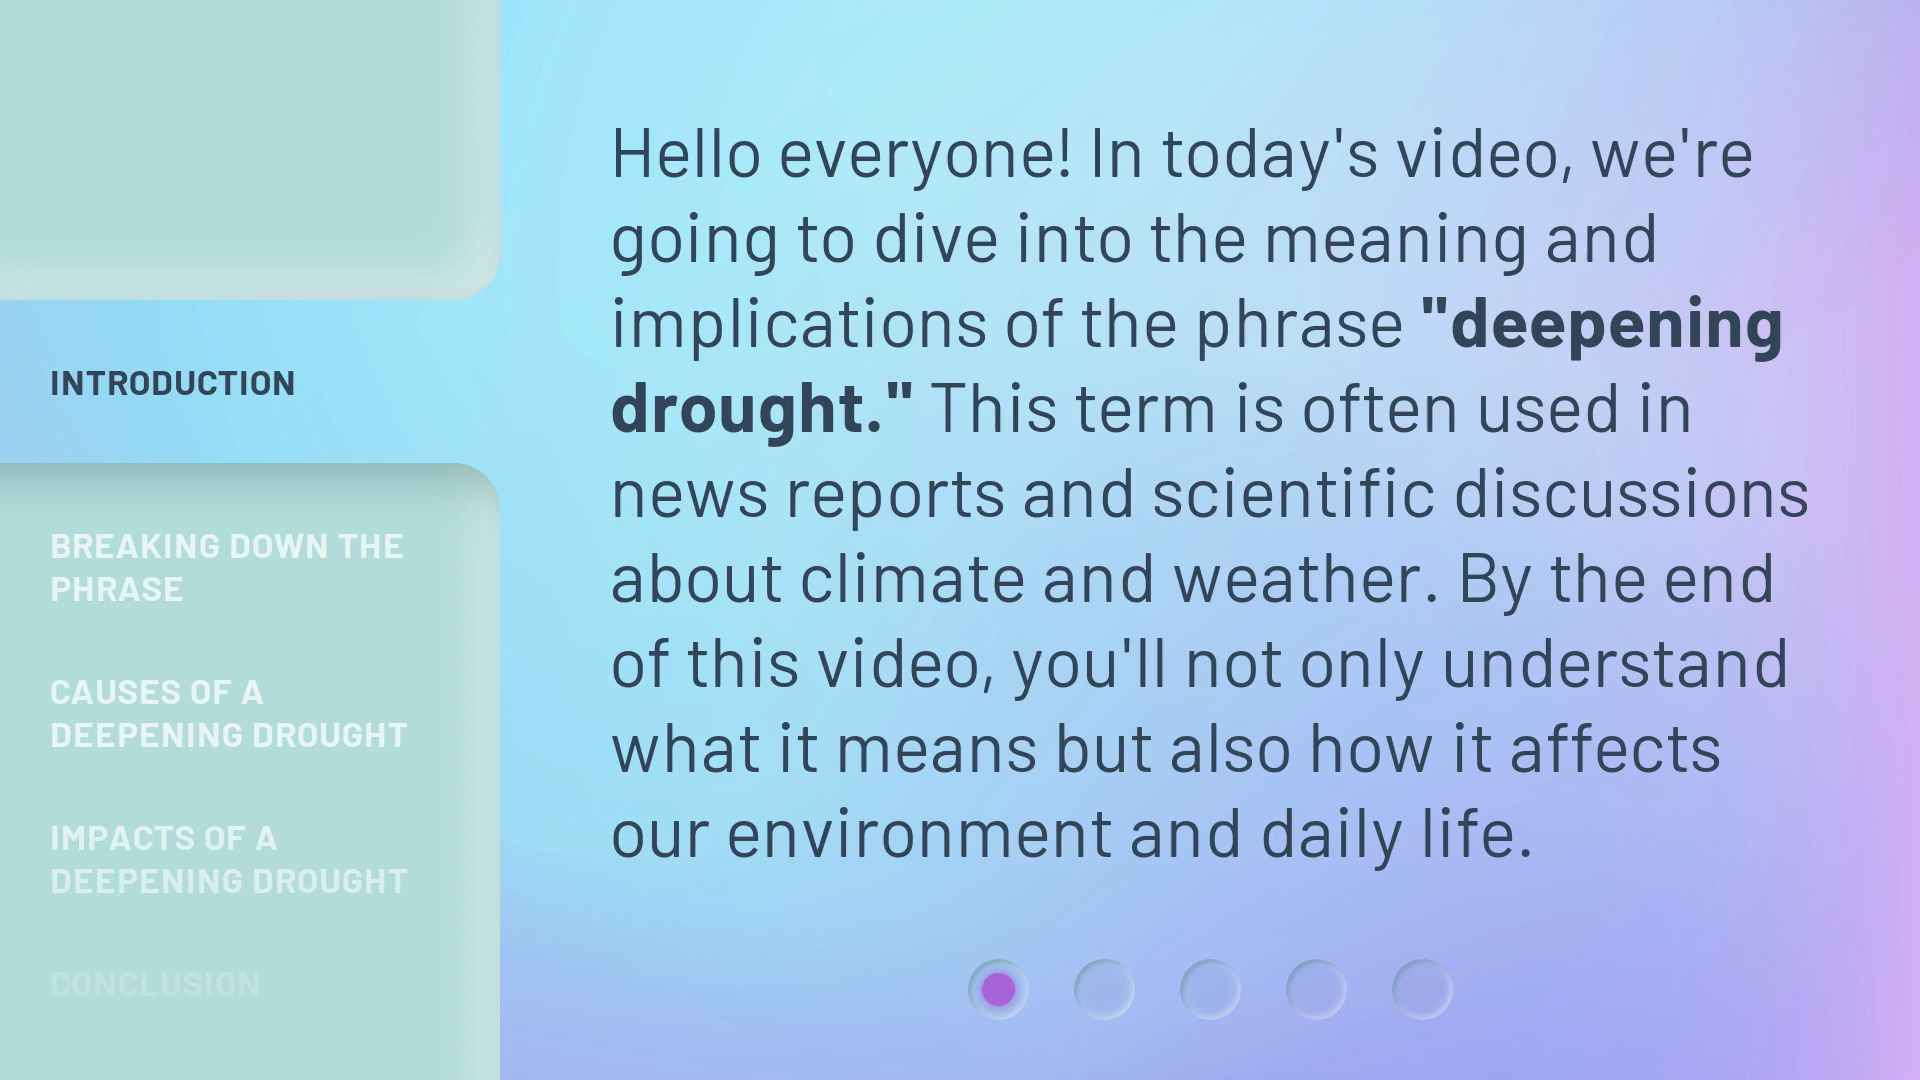 INTRODUCTION
BREAKING DOWN THE
PHRASE
CAUSES OF A
DEEPENING DROUGHT
IMPACTS OF A
DEEPENING DROUGHT
CONCLUSION
Hello everyone! In today's video, we're
going to dive into the meaning and
implications of the phrase "deepening
drought." This term is often used in
news reports and scientific discussions
about climate and weather. By the end
of this video, you'll not only understand
what it means but also how it affects
our environment and daily life.